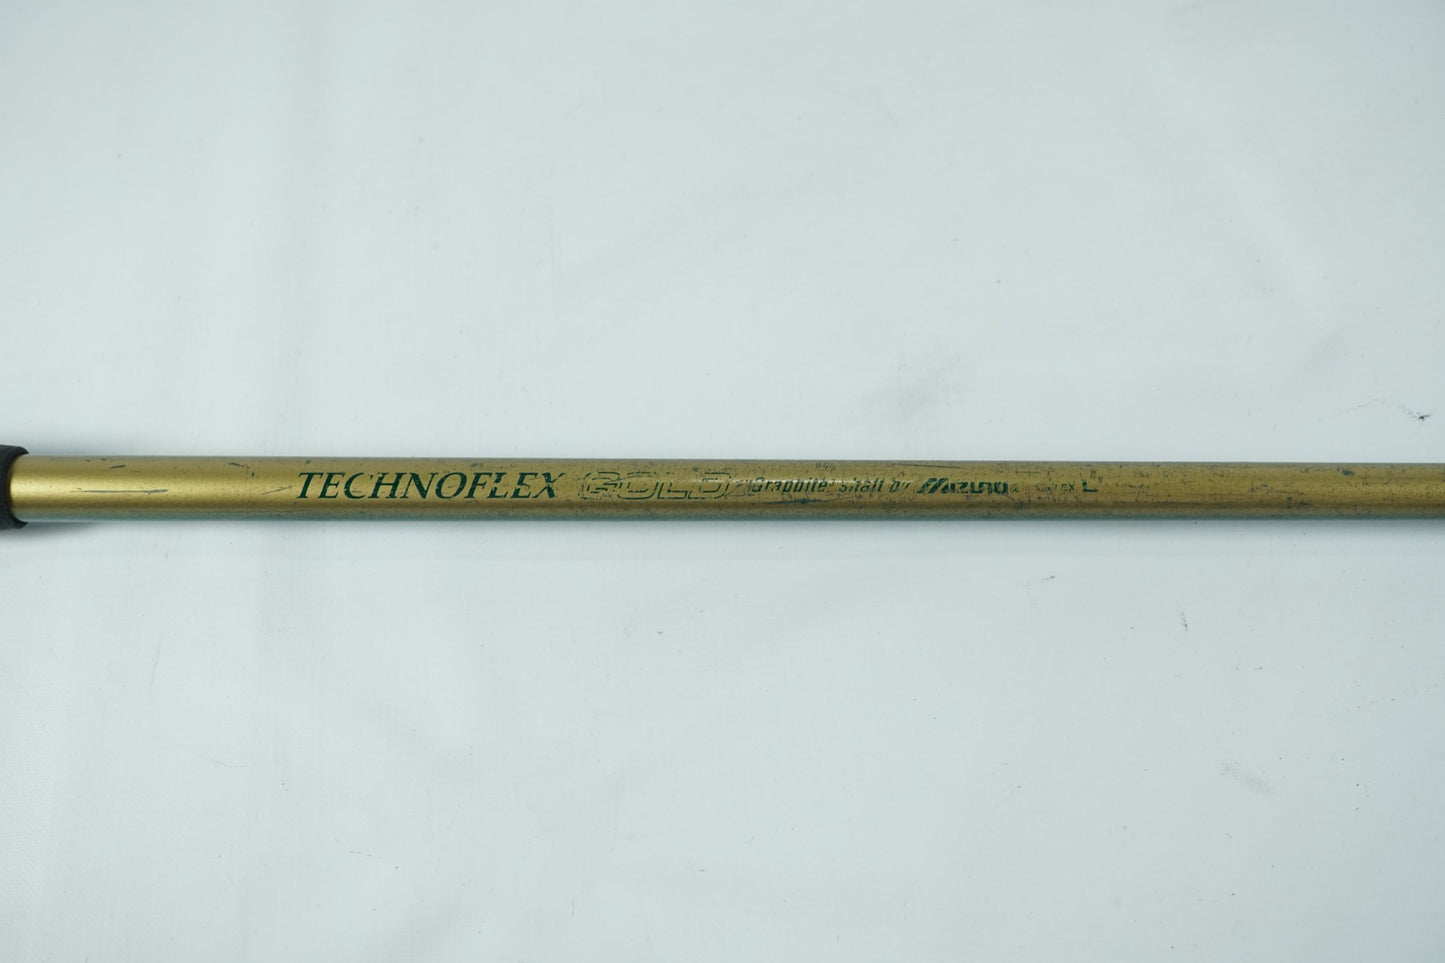 TECHNOFLEX GOLD Graphite Shaft by Mizuno L